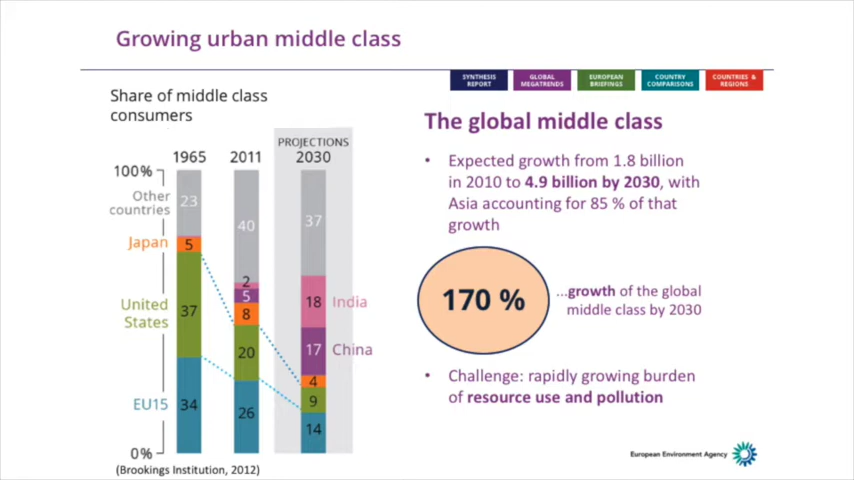 Growing urban middle class
SYNTHESIS
REPORT
GLOBAL
MEGATRENDS
EUROPEAN
BRIEFINGS
COUNTRY
COMPARISONS
COUNTRIES &
REGIONS
Share of middle class
consumers
PROJECTIONS
1965
2011
2030
100%
Other
countries
Japan
United
States
EU15
0%
23
5
37
34
40
2
5
8
20
26
37
18
17
4
9
14
India
China
(Brookings Institution, 2012)
The global middle class
• Expected growth from 1.8 billion
in 2010 to 4.9 billion by 2030, with
Asia accounting for 85 % of that
growth
170 %
...growth of the global
middle class by 2030
• Challenge: rapidly growing burden
of resource use and pollution
European Environment Agency